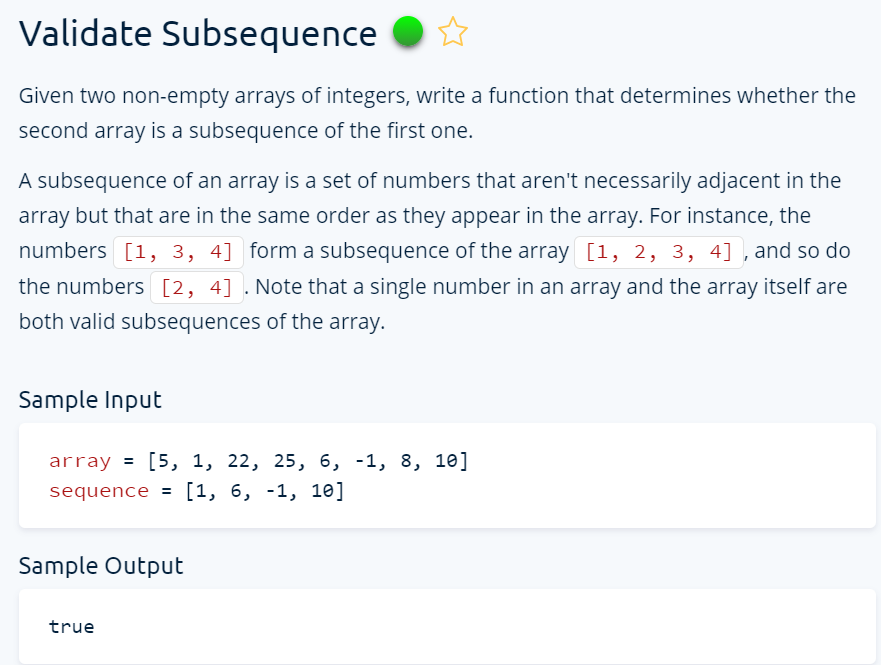 Validate Subsequence
Given two non-empty arrays of integers, write a function that determines whether the
second array is a subsequence of the first one.
A subsequence of an array is a set of numbers that aren't necessarily adjacent in the
array but that are in the same order as they appear in the array. For instance, the
numbers [1, 3, 4] form a subsequence of the array [1, 2, 3, 4] , and so do
the numbers [2, 4] . Note that a single number in an array and the array itself are
both valid subsequences of the array.
Sample Input
array = [5, 1, 22, 25, 6, -1, 8, 10]
sequence = [1, 6, -1, 10]
Sample Output
true